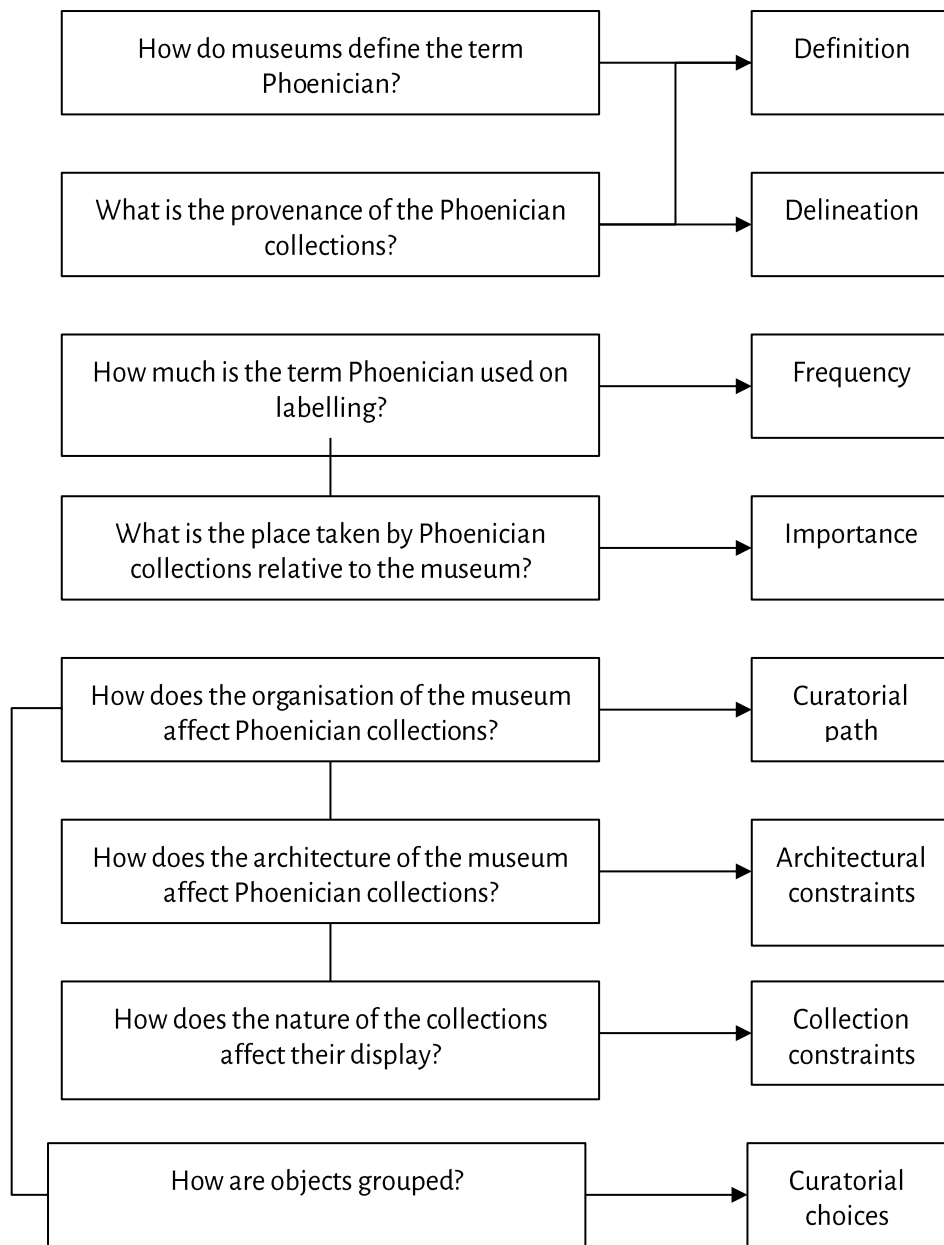 How do museums define the term
Phoenician?
Definition
What is the provenance of the Phoenician
collections?
Delineation
How much is the term Phoenician used on
labelling?
Frequency
What is the place taken by Phoenician
collections relative to the museum?
Importance
How does the organisation of the museum
affect Phoenician collections?
Curatorial
path
How does the architecture of the museum
affect Phoenician collections?
Architectural
constraints
How does the nature of the collections
affect their display?
Collection
constraints
How are objects grouped?
Curatorial
choices